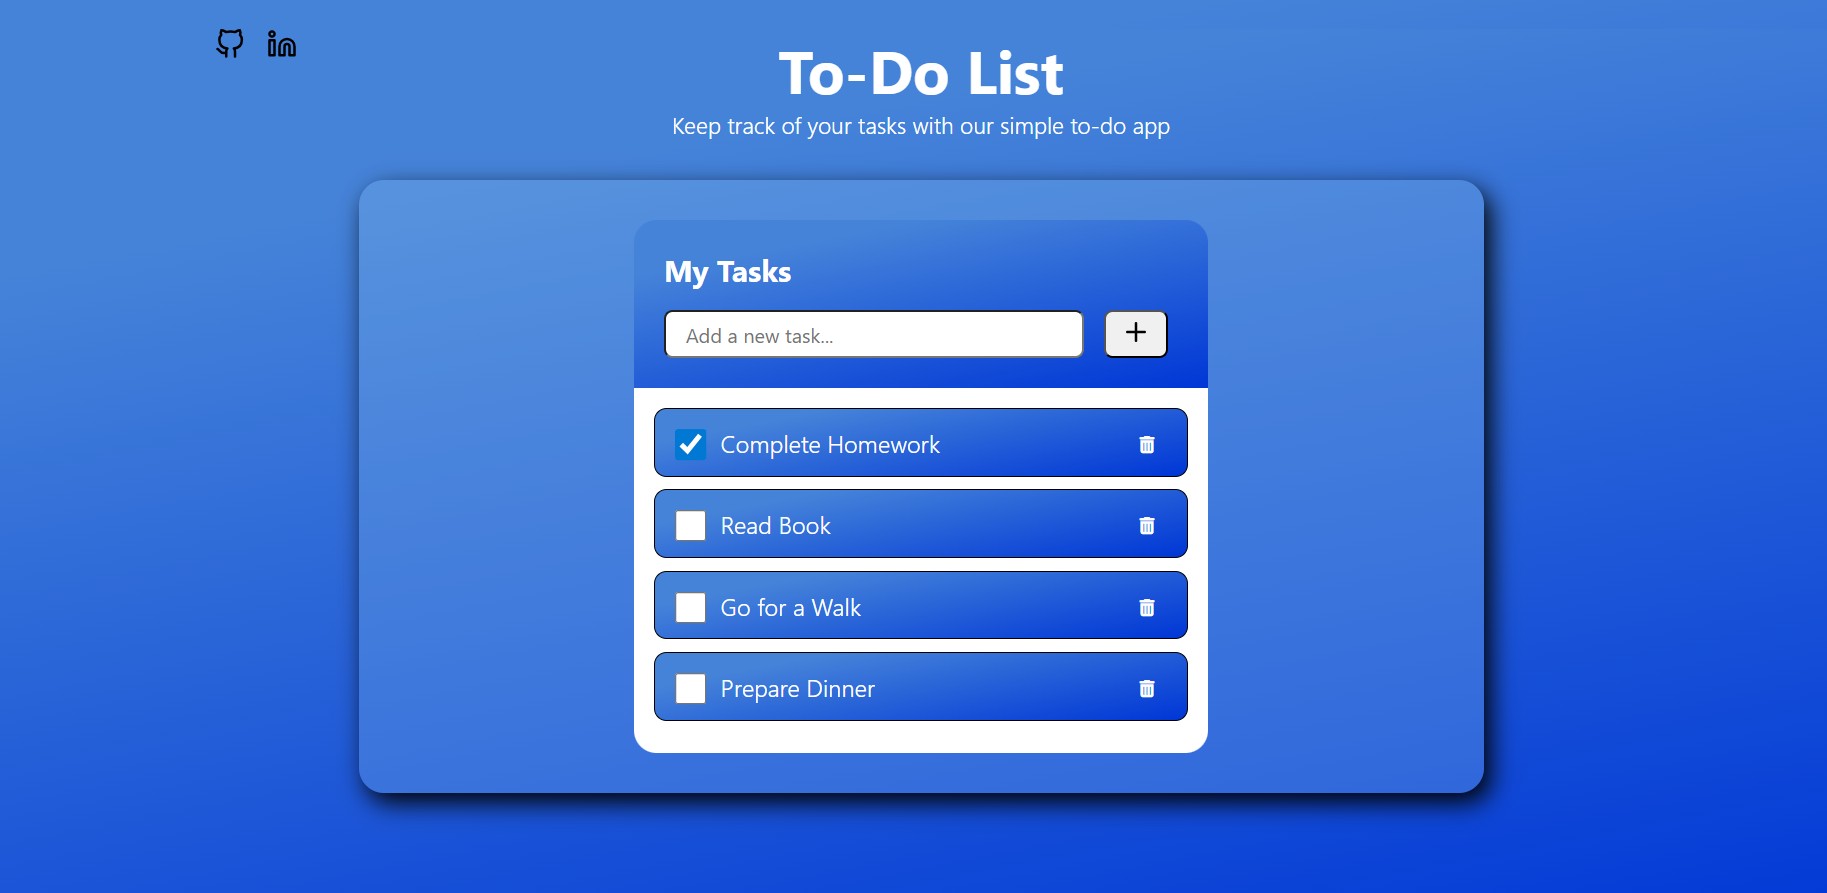 To-Do List
Keep track of your tasks with our simple to-do app
My Tasks
Add a new task...
Complete Homework
Read Book
Go for a Walk
Prepare Dinner